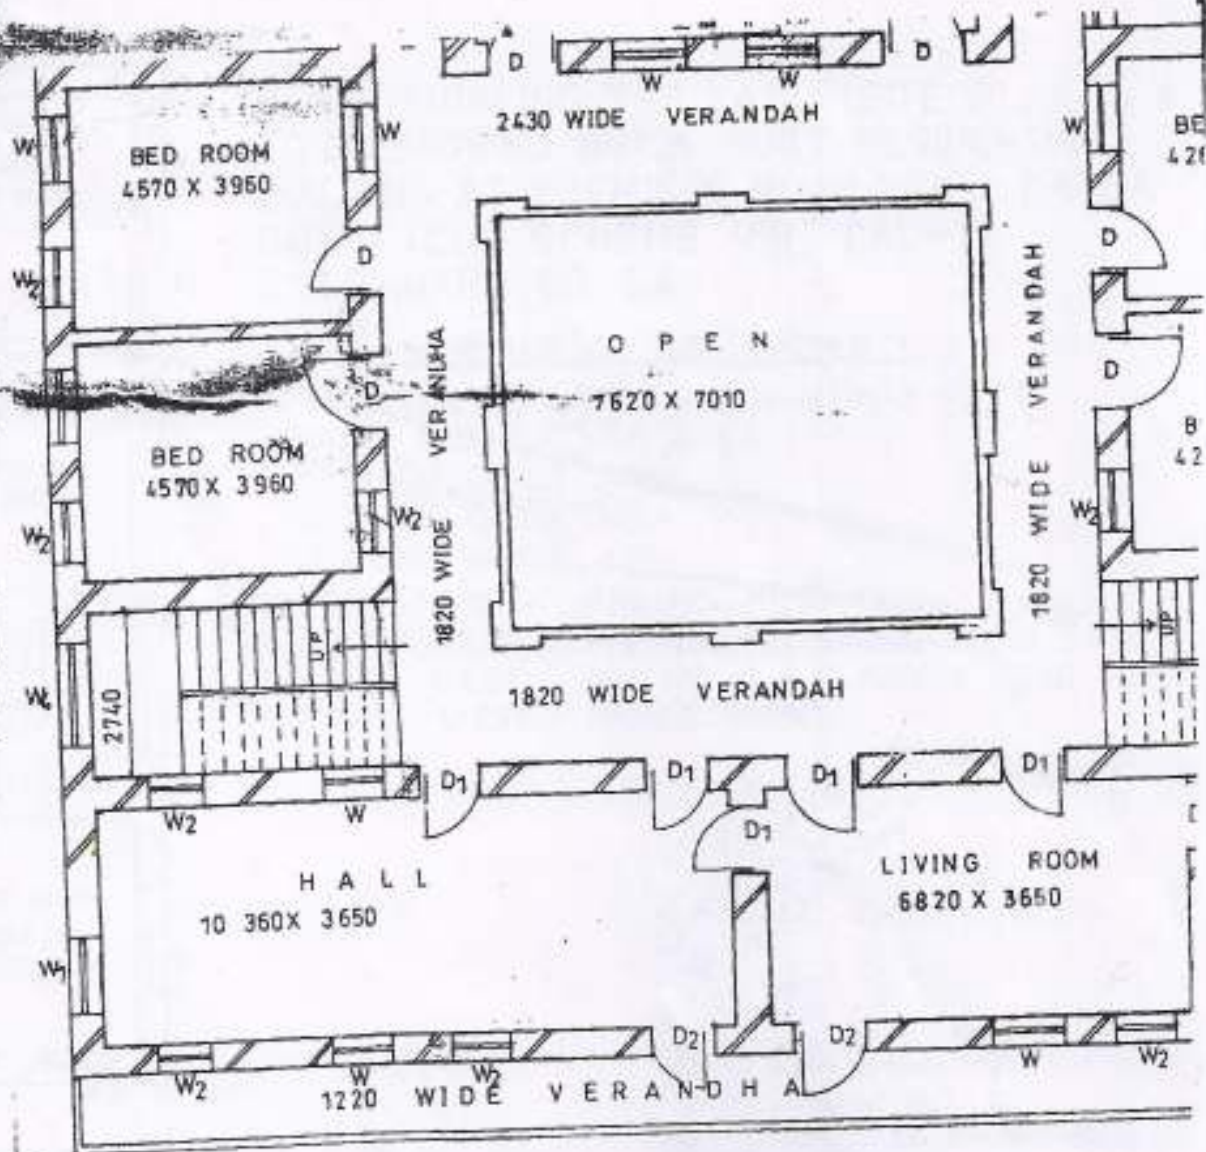 D
D
W
W
2430 WIDE VERANDAH
W
W
W
BED ROOM
4570 X 3960
D
D
W2
O P E N
7620 X 7010
1820 WIDE VERANDAH
1820 WIDE VERANDHA
D
D
BED ROOM
4570 X 3960
W2
W2
W2
UP
UP
2740
1820 WIDE VERANDAH
D1
D1
D1
D1
W2
W
D1
H A L L
10 360 X 3650
LIVING ROOM
6820 X 3650
D2
D2
W2
W
W2
W
W2
1220 WIDE VERANDHA